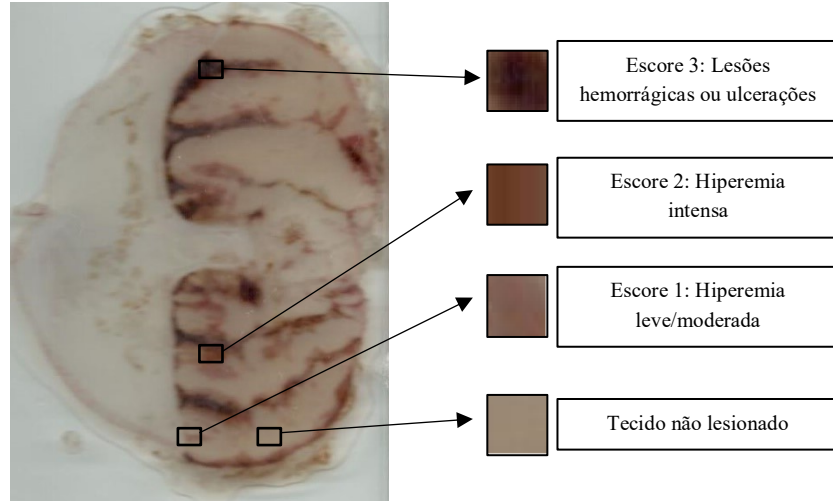 Escore 3: Lesões
hemorrágicas ou ulcerações
Escore 2: Hiperemia
intensa
Escore 1: Hiperemia
leve/moderada
Tecido não lesionado